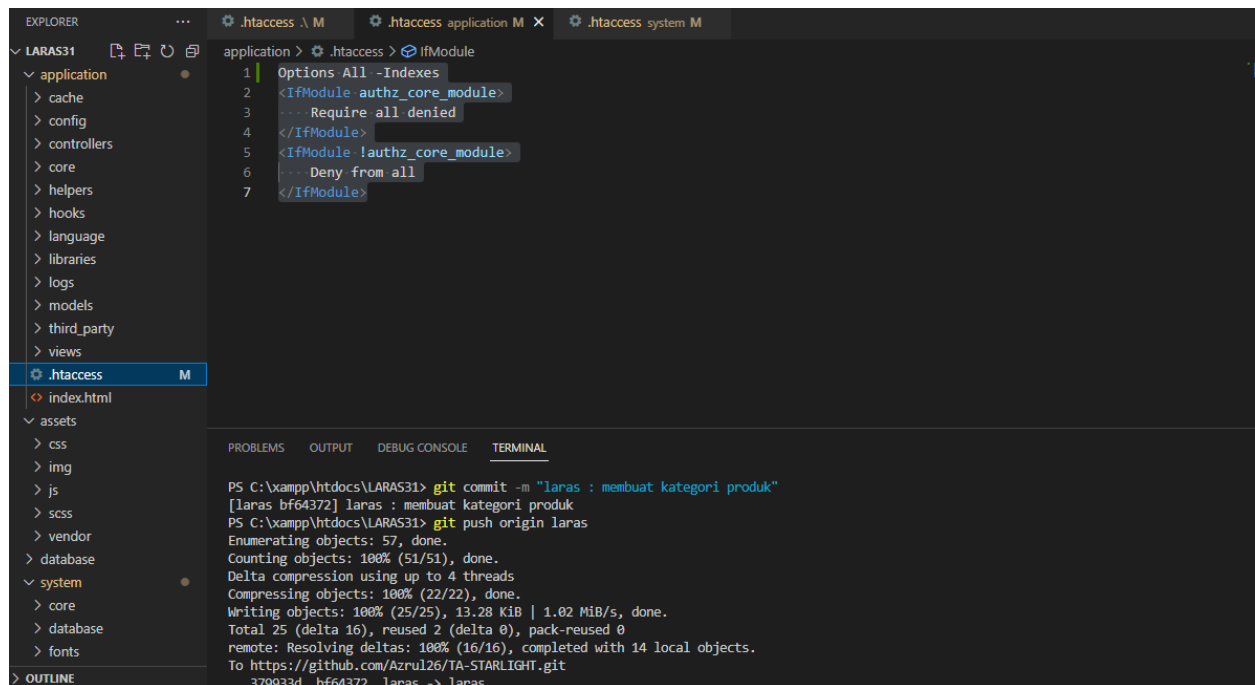 EXPLORER
LARAS31
application
cache
config
controllers
core
helpers
hooks
language
libraries
logs
models
third_party
views
.htaccess M
index.html
assets
css
img
js
scss
vendor
database
system
core
database
fonts
OUTLINE
.htaccess .\ M
.htaccess application M
.htaccess system M
application > .htaccess > IfModule
1 Options All -Indexes
2 <IfModule authz_core_module>
3 Require all denied
4 </IfModule>
5 <IfModule !authz_core_module>
6 Deny from all
7 </IfModule>
PROBLEMS OUTPUT DEBUG CONSOLE TERMINAL
PS C:\xampp\htdocs\LARAS31> git commit -m "laras : membuat kategori produk"
[laras bf64372] laras : membuat kategori produk
PS C:\xampp\htdocs\LARAS31> git push origin laras
Enumerating objects: 57, done.
Counting objects: 100% (51/51), done.
Delta compression using up to 4 threads
Compressing objects: 100% (22/22), done.
Writing objects: 100% (25/25), 13.28 KiB | 1.02 MiB/s, done.
Total 25 (delta 16), reused 2 (delta 0), pack-reused 0
remote: Resolving deltas: 100% (16/16), completed with 14 local objects.
To https://github.com/Azrul26/TA-STARLIGHT.git
379933d..bf64372 laras -> laras